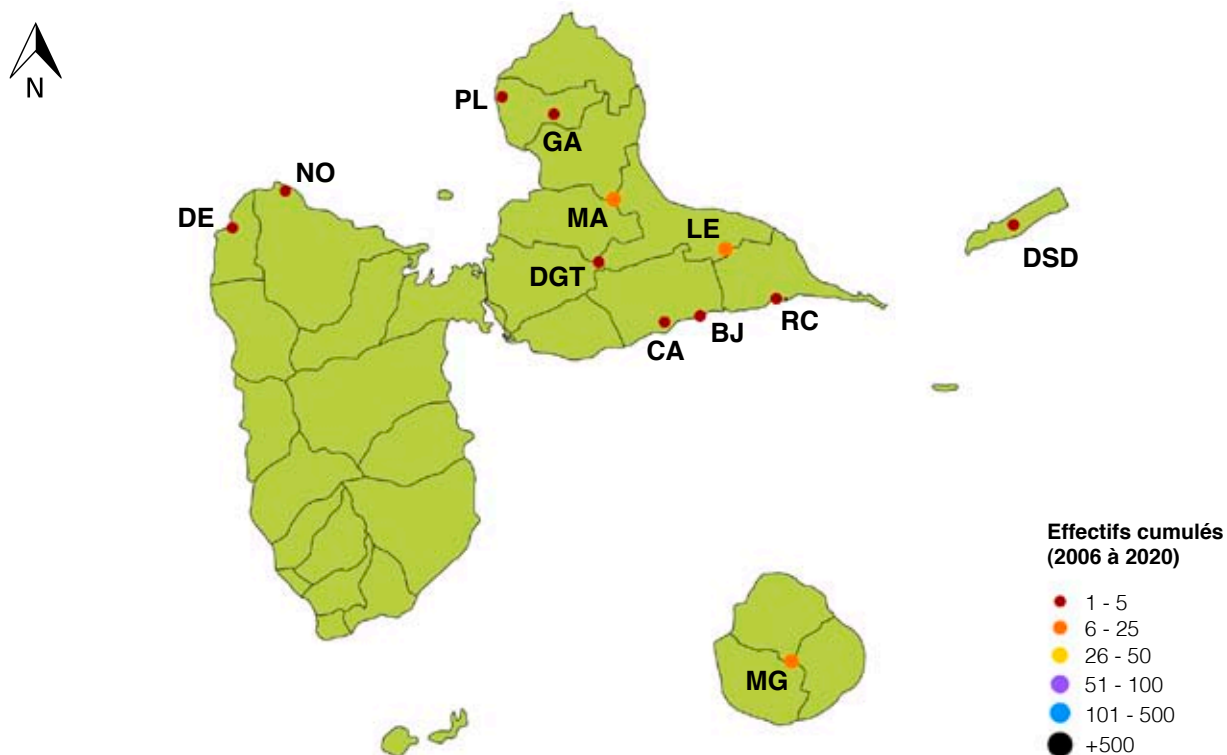 N
PL
GA
NO
DE
MA
LE
DSD
DGT
RC
BJ
CA
MG
Effectifs cumulés
(2006 à 2020)
1 - 5
6 - 25
26 - 50
51 - 100
101 - 500
+500